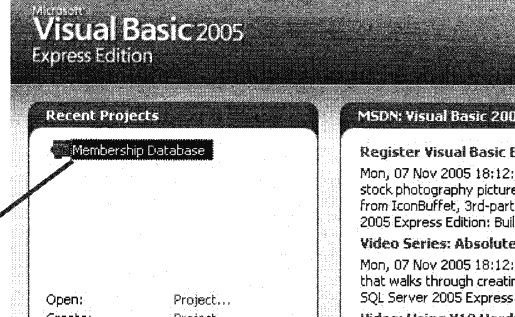 Microsoft
Visual Basic 2005
Express Edition
Recent Projects
Membership Database
Open: Project...
Create: Project...
MSDN: Visual Basic 200
Register Visual Basic E
Mon, 07 Nov 2005 18:12:
stock photography picture
from IconBuffet, 3rd-part
2005 Express Edition: Buil
Video Series: Absolute
Mon, 07 Nov 2005 18:12:
that walks through creatin
SQL Server 2005 Express